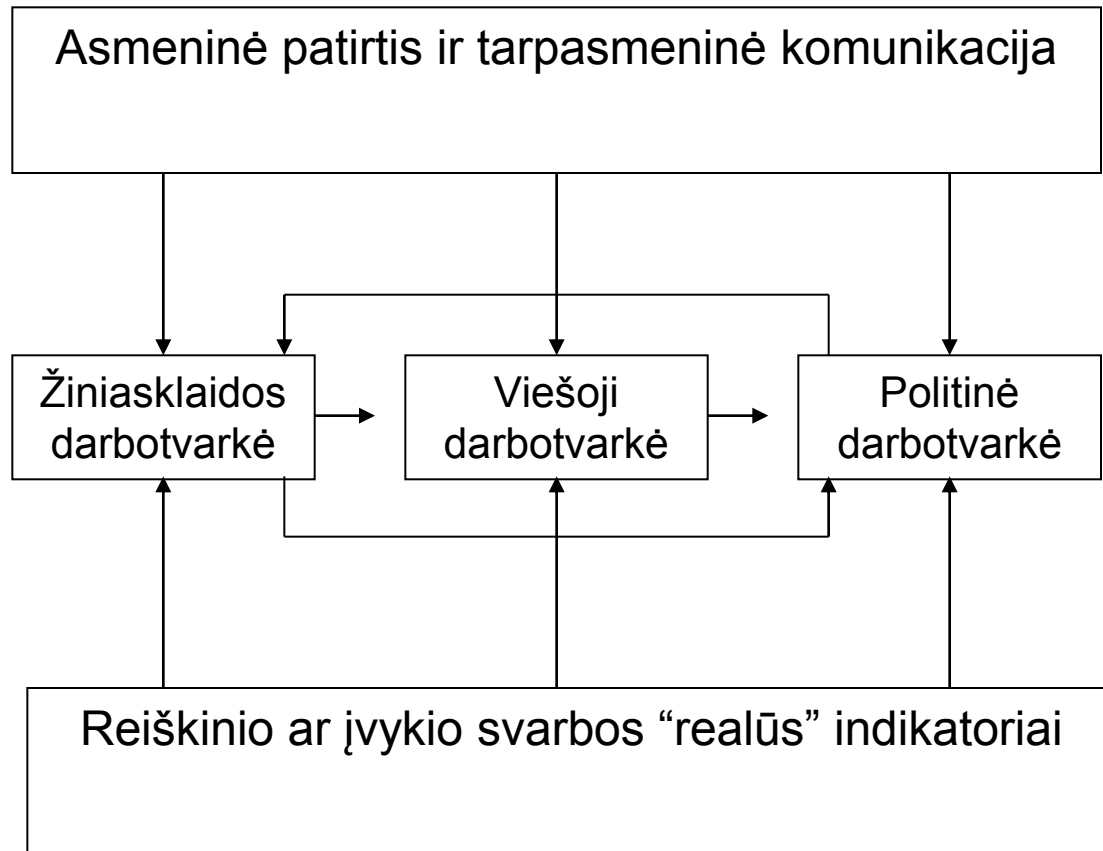 Asmeninė patirtis ir tarpasmeninė komunikacija
Žiniasklaidos
darbotvarkė
Viešoji
darbotvarkė
Politinė
darbotvarkė
Reiškinio ar įvykio svarbos “realūs” indikatoriai